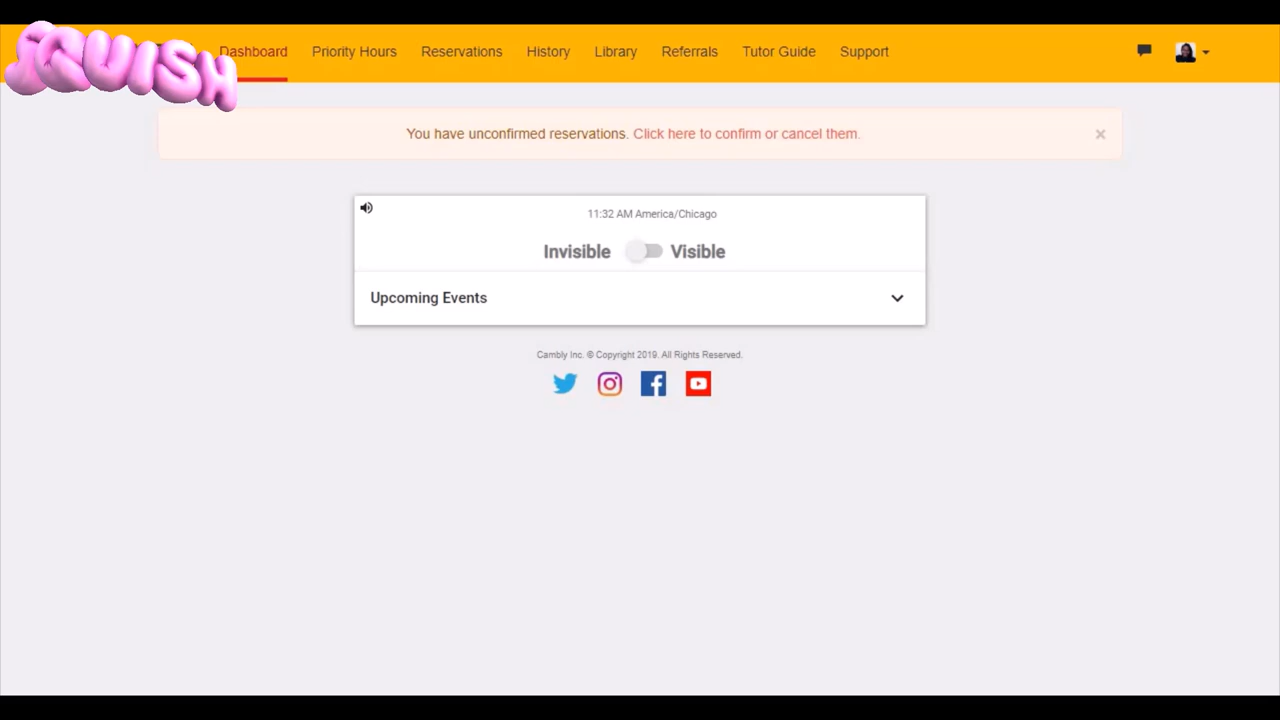 SQUISH
Dashboard Priority Hours Reservations History Library Referrals Tutor Guide Support
You have unconfirmed reservations. Click here to confirm or cancel them. ×
11:32 AM America/Chicago
Invisible Visible
Upcoming Events
Cambly Inc. © Copyright 2019. All Rights Reserved.